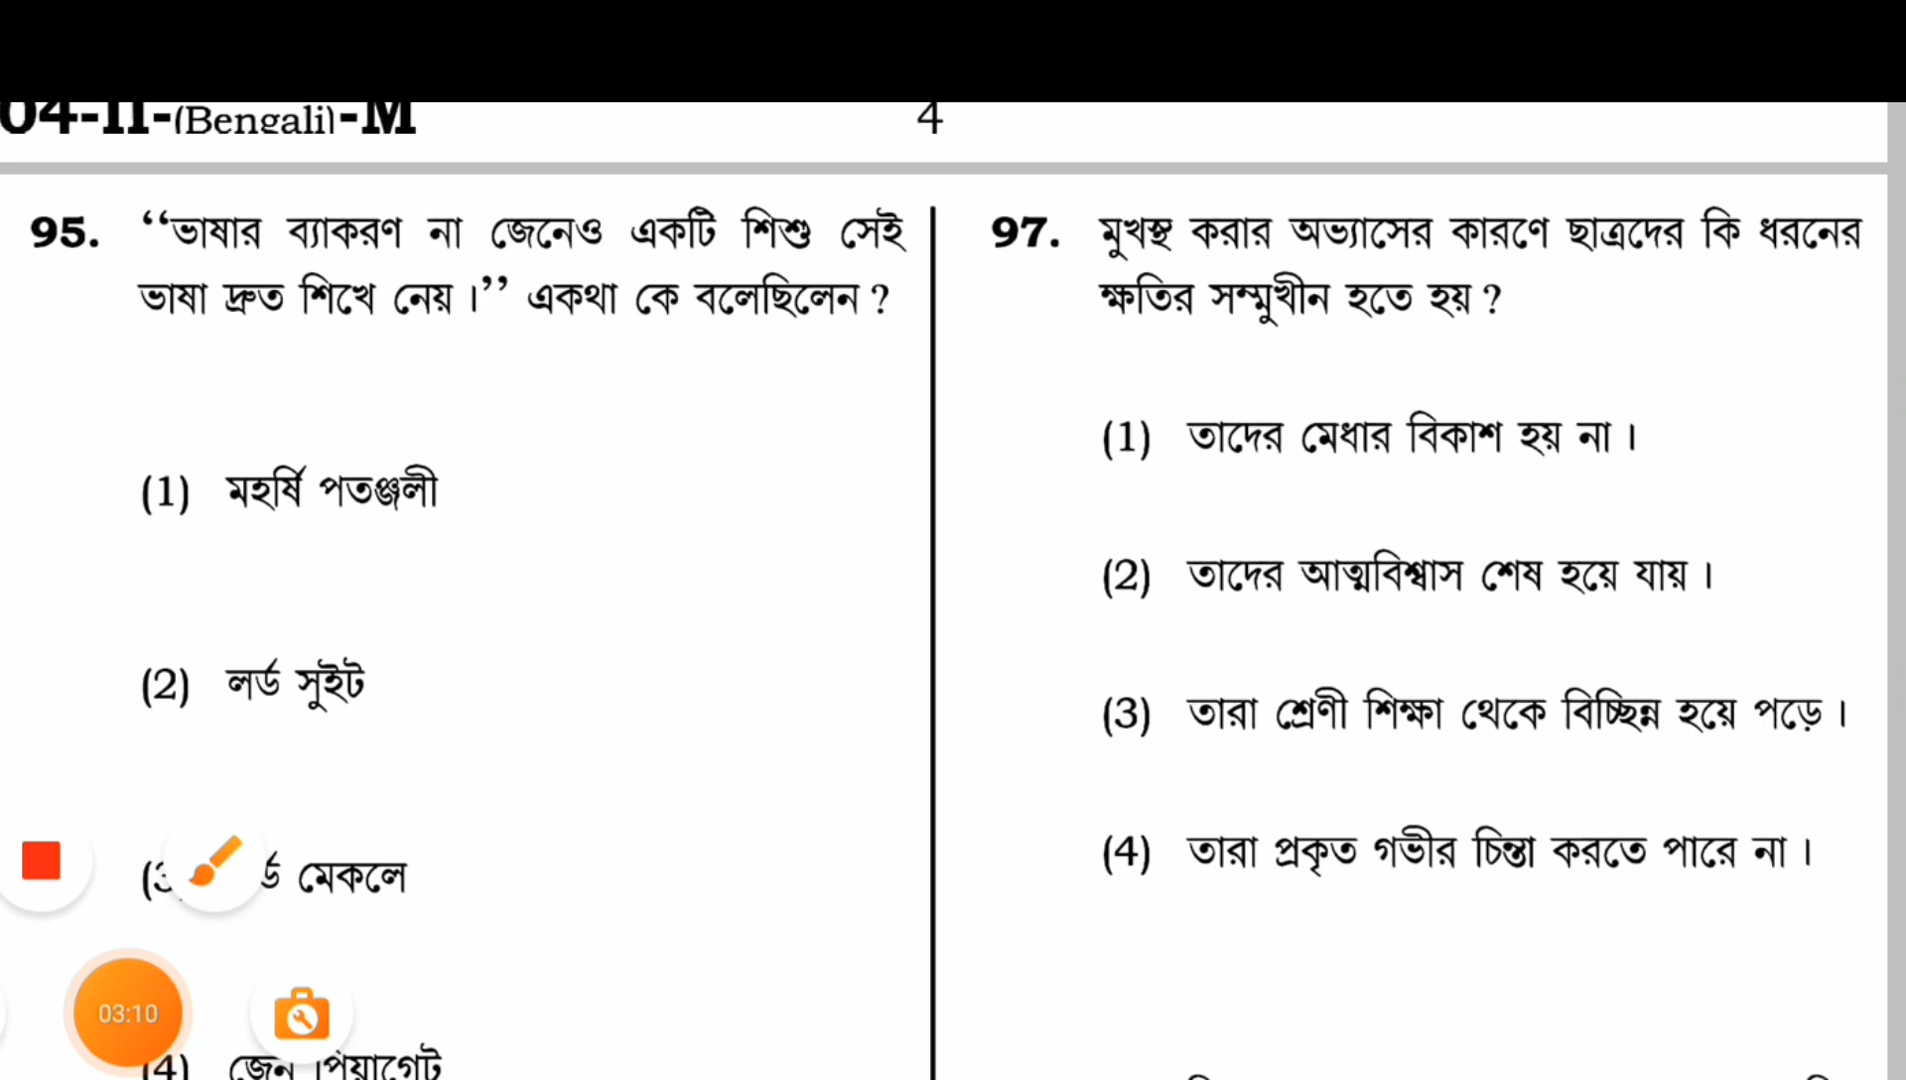 04-II-(Bengali)-M 4
95. ‘‘ভাষার ব্যাকরণ না জেনেও একটি শিশু সেই
ভাষা দ্রুত শিখে নেয়।’’ একথা কে বলেছিলেন ?
(1) মহর্ষি পতঞ্জলী
(2) লর্ড সুইট
(3 র্ড মেকলে
(4) জেন পিয়াগেট
97. মুখস্থ করার অভ্যাসের কারণে ছাত্রদের কি ধরনের
ক্ষতির সম্মুখীন হতে হয় ?
(1) তাদের মেধার বিকাশ হয় না।
(2) তাদের আত্মবিশ্বাস শেষ হয়ে যায়।
(3) তারা শ্রেণী শিক্ষা থেকে বিচ্ছিন্ন হয়ে পড়ে।
(4) তারা প্রকৃত গভীর চিন্তা করতে পারে না।
03:10